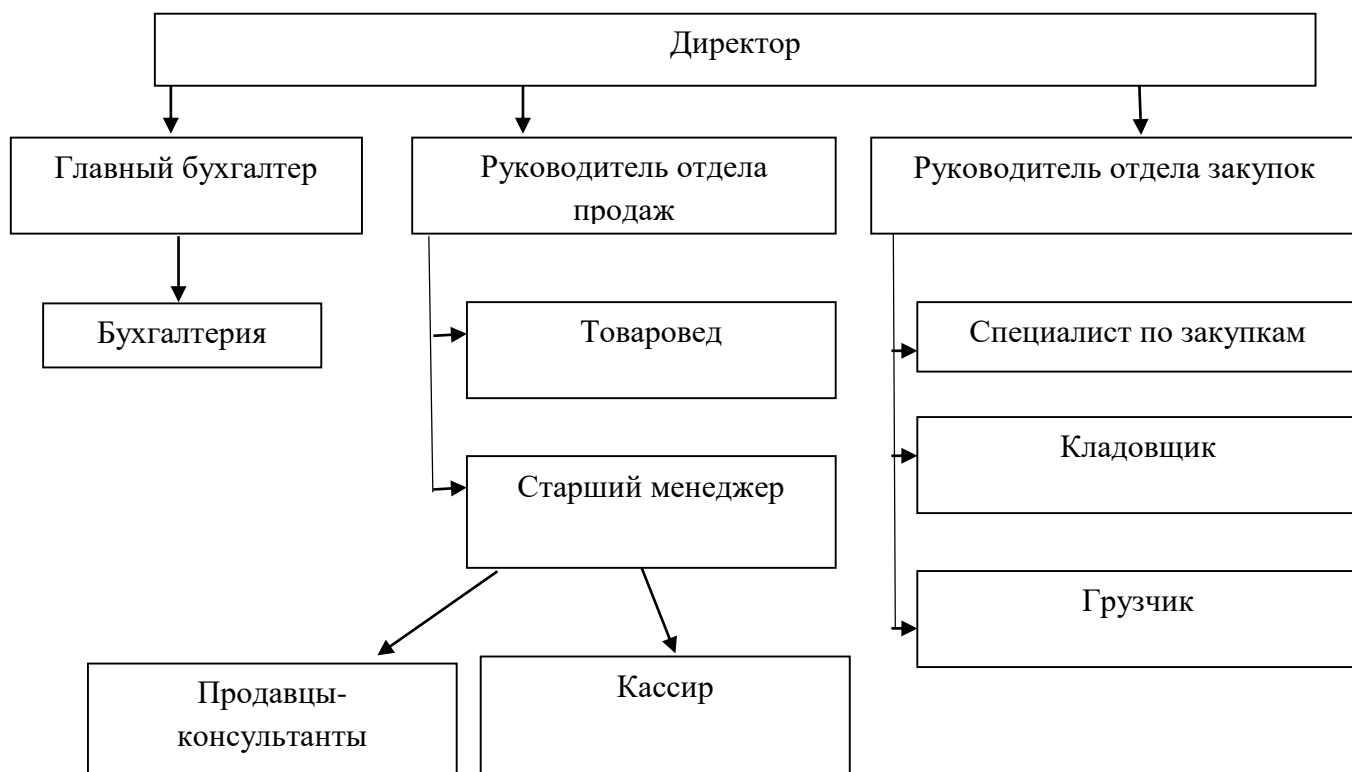 Директор
Главный бухгалтер
Руководитель отдела
продаж
Руководитель отдела закупок
Бухгалтерия
Товаровед
Специалист по закупкам
Кладовщик
Старший менеджер
Грузчик
Продавцы-
консультанты
Кассир